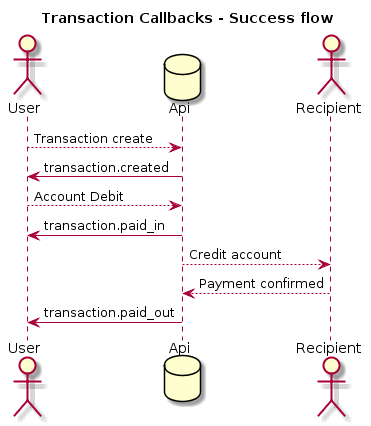 Transaction Callbacks - Success flow
User Api Recipient
Transaction create
transaction.created
Account Debit
transaction.paid_in
Credit account
Payment confirmed
transaction.paid_out
User Api Recipient